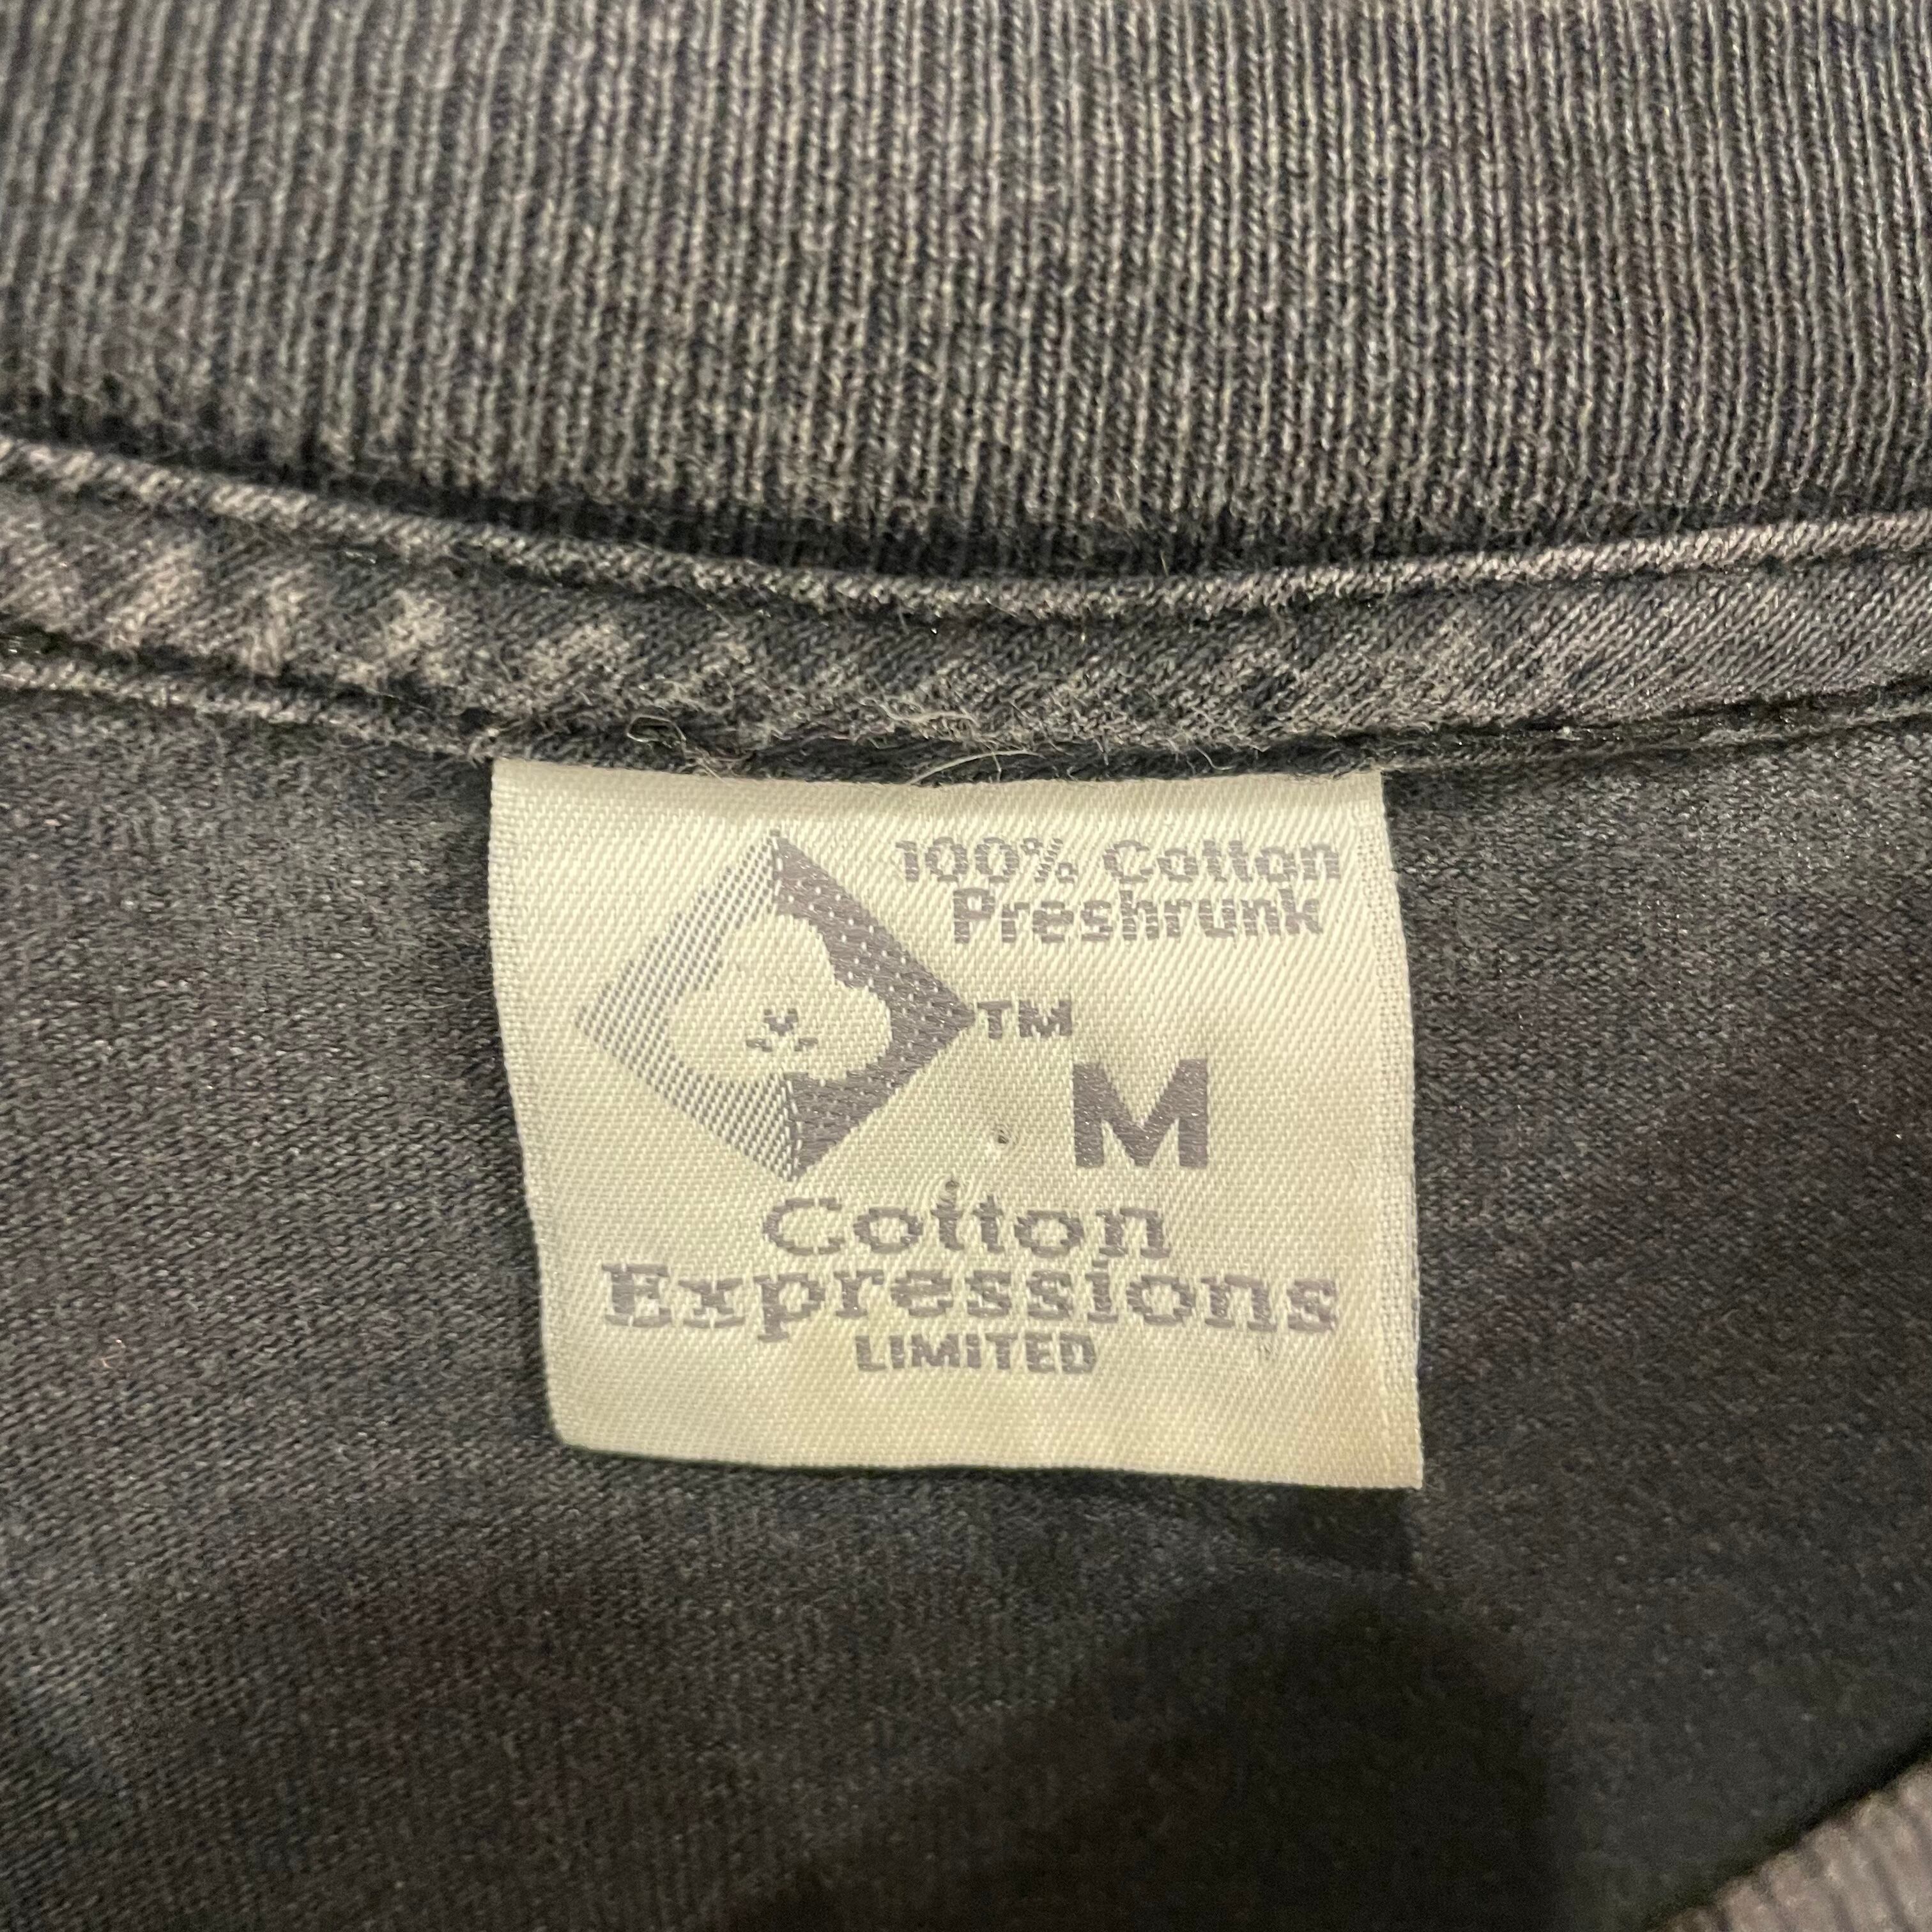 100% Cotton
Preshrunk
TM
M
Cotton
Expressions
LIMITED